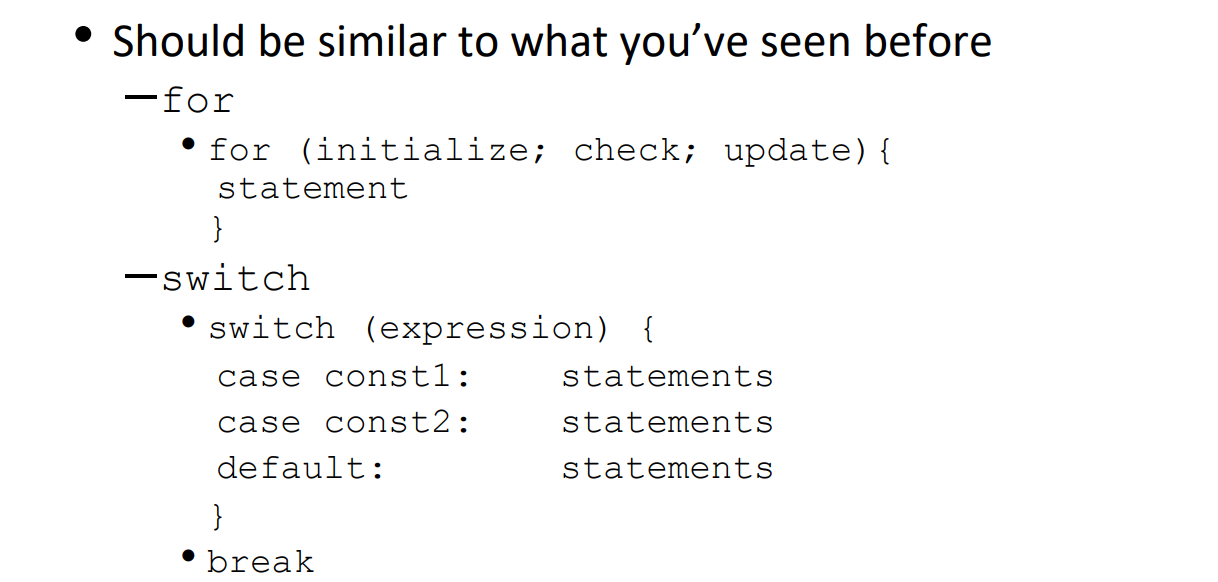 • Should be similar to what you’ve seen before
—for
• for (initialize; check; update){
statement
}
—switch
• switch (expression) {
case const1: statements
case const2: statements
default: statements
}
• break